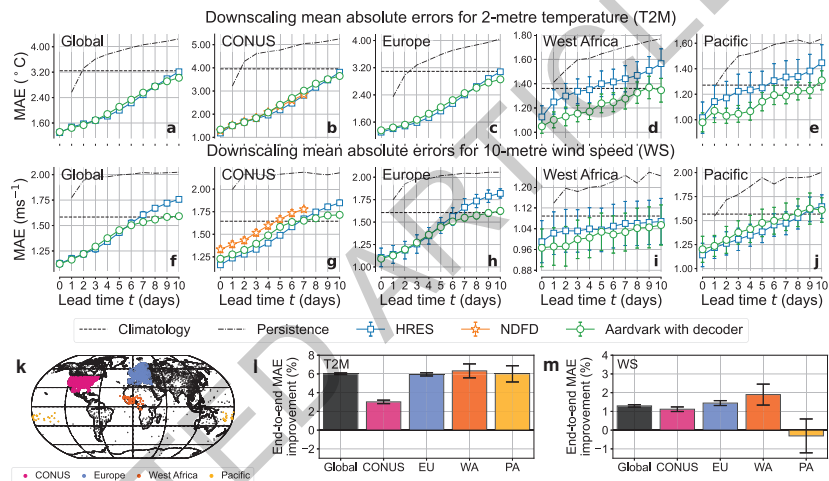 Downscaling mean absolute errors for 2-metre temperature (T2M)
Global
CONUS
Europe
West Africa
Pacific
MAE (°C)
4.00
3.20
2.40
1.60
5.00
4.00
3.00
2.00
1.00
4.00
3.20
2.40
1.60
1.60
1.40
1.20
1.00
1.60
1.40
1.20
1.00
a
b
c
d
e
Downscaling mean absolute errors for 10-metre wind speed (WS)
Global
CONUS
Europe
West Africa
Pacific
MAE (ms⁻¹)
2.00
1.75
1.50
1.25
2.00
1.75
1.50
1.25
2.00
1.75
1.50
1.25
1.00
1.20
1.12
1.04
0.96
0.88
2.00
1.75
1.50
1.25
1.00
f
g
h
i
j
0 1 2 3 4 5 6 7 8 9 10
0 1 2 3 4 5 6 7 8 9 10
0 1 2 3 4 5 6 7 8 9 10
0 1 2 3 4 5 6 7 8 9 10
0 1 2 3 4 5 6 7 8 9 10
Lead time t (days)
Lead time t (days)
Lead time t (days)
Lead time t (days)
Lead time t (days)
Climatology Persistence HRES NDFD Aardvark with decoder
k
CONUS Europe West Africa Pacific
l
T2M
End-to-end MAE
improvement (%)
8
6
4
2
0
−2
Global CONUS EU WA PA
m
WS
End-to-end MAE
improvement (%)
4
3
2
1
0
−1
Global CONUS EU WA PA
ARTICLE